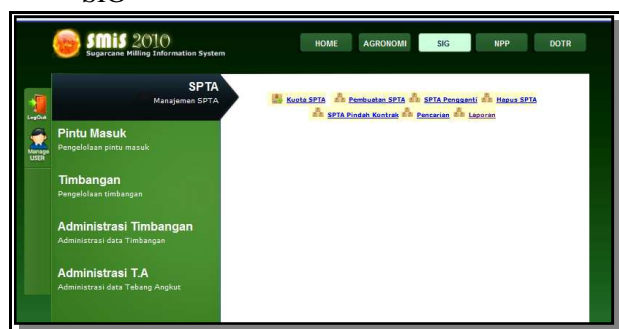 SIG
SMIS 2010
Sugarcane Milling Information System
HOME AGRONOMI SIG NPP DOTR
SPTA
Manajemen SPTA
LogOut
Manage
USER
Kuota SPTA Pembuatan SPTA SPTA Pengganti Hapus SPTA
SPTA Pindah Kontrak Pencarian Laporan
Pintu Masuk
Pengelolaan pintu masuk
Timbangan
Pengelolaan timbangan
Administrasi Timbangan
Administrasi data Timbangan
Administrasi T.A
Administrasi data Tebang Angkut